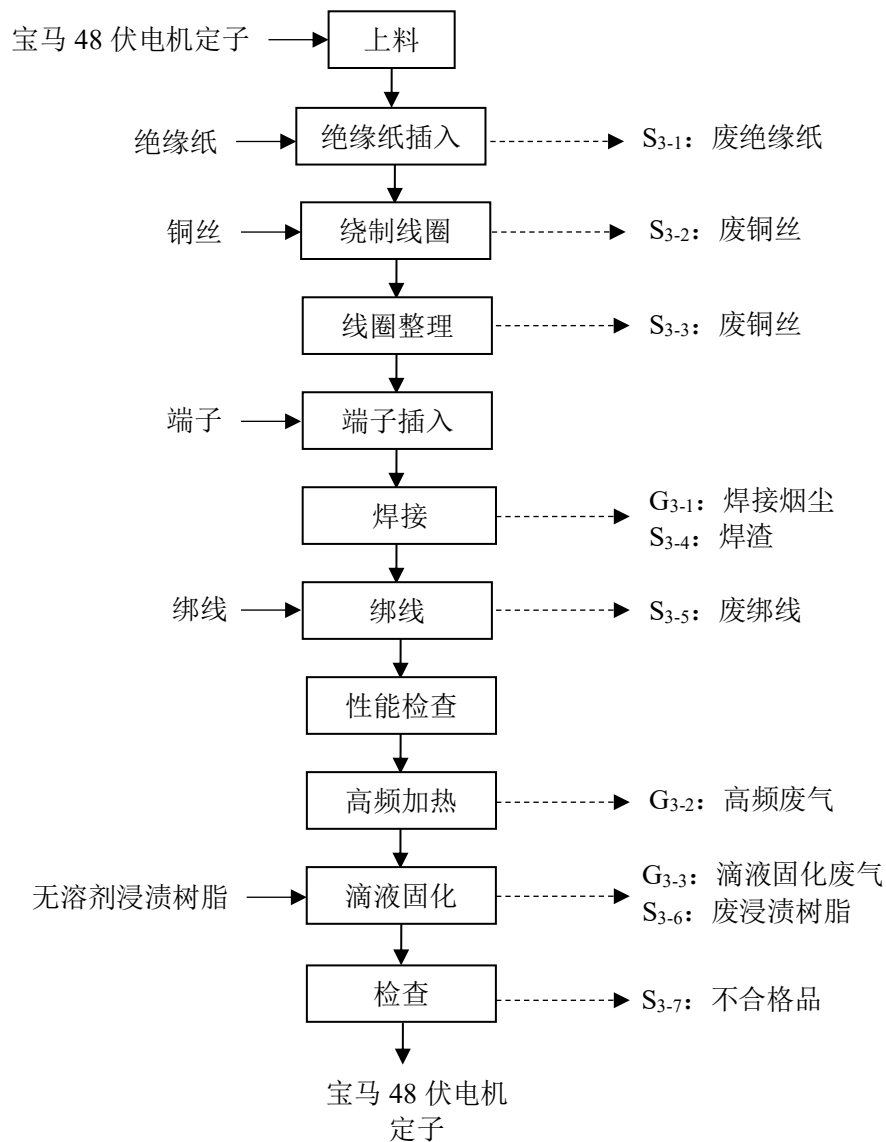 宝马 48 伏电机定子
上料
绝缘纸
绝缘纸插入
S3-1：废绝缘纸
铜丝
绕制线圈
S3-2：废铜丝
线圈整理
S3-3：废铜丝
端子
端子插入
焊接
G3-1：焊接烟尘
S3-4：焊渣
绑线
绑线
S3-5：废绑线
性能检查
高频加热
G3-2：高频废气
无溶剂浸渍树脂
滴液固化
G3-3：滴液固化废气
S3-6：废浸渍树脂
检查
S3-7：不合格品
宝马 48 伏电机
定子